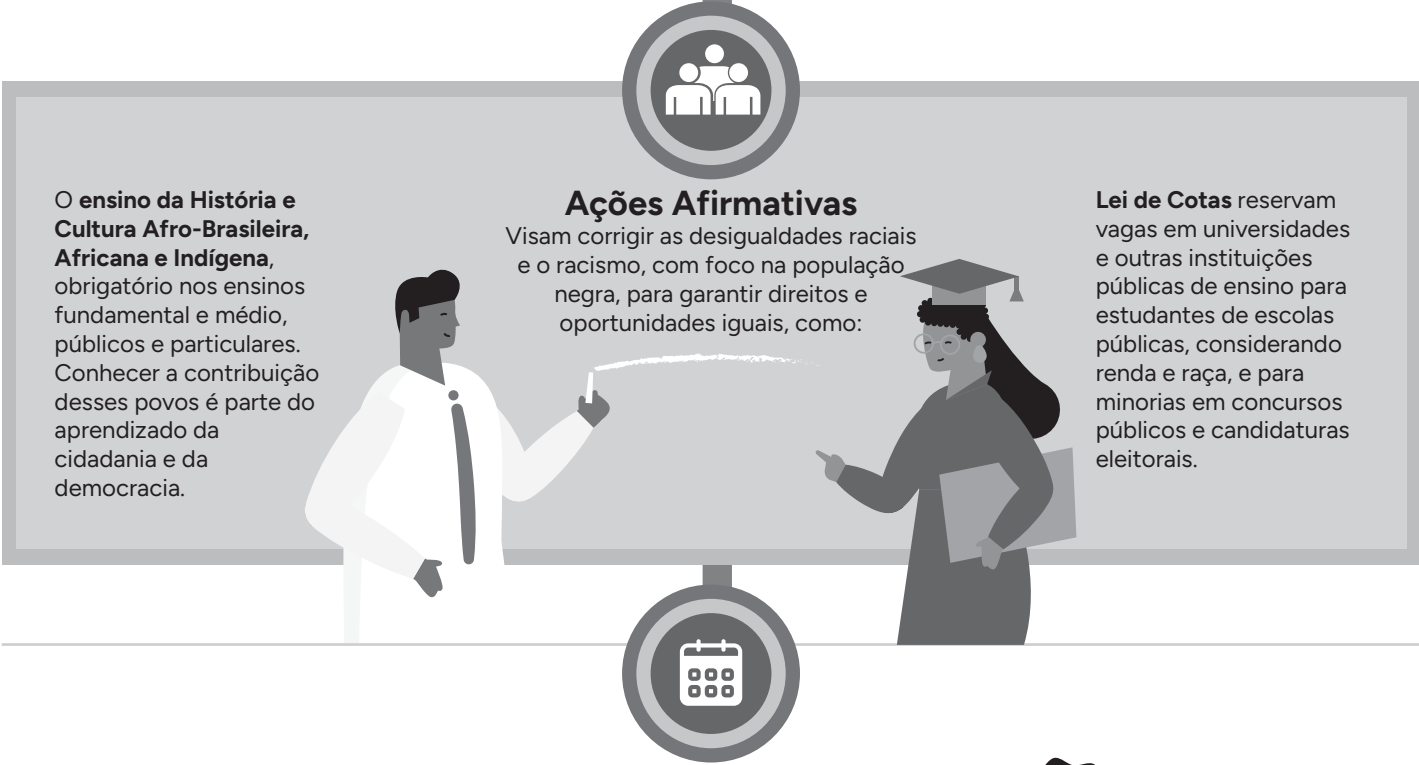 O ensino da História e
Cultura Afro-Brasileira,
Africana e Indígena,
obrigatório nos ensinos
fundamental e médio,
públicos e particulares.
Conhecer a contribuição
desses povos é parte do
aprendizado da
cidadania e da
democracia.
Ações Afirmativas
Visam corrigir as desigualdades raciais
e o racismo, com foco na população
negra, para garantir direitos e
oportunidades iguais, como:
Lei de Cotas reservam
vagas em universidades
e outras instituições
públicas de ensino para
estudantes de escolas
públicas, considerando
renda e raça, e para
minorias em concursos
públicos e candidaturas
eleitorais.